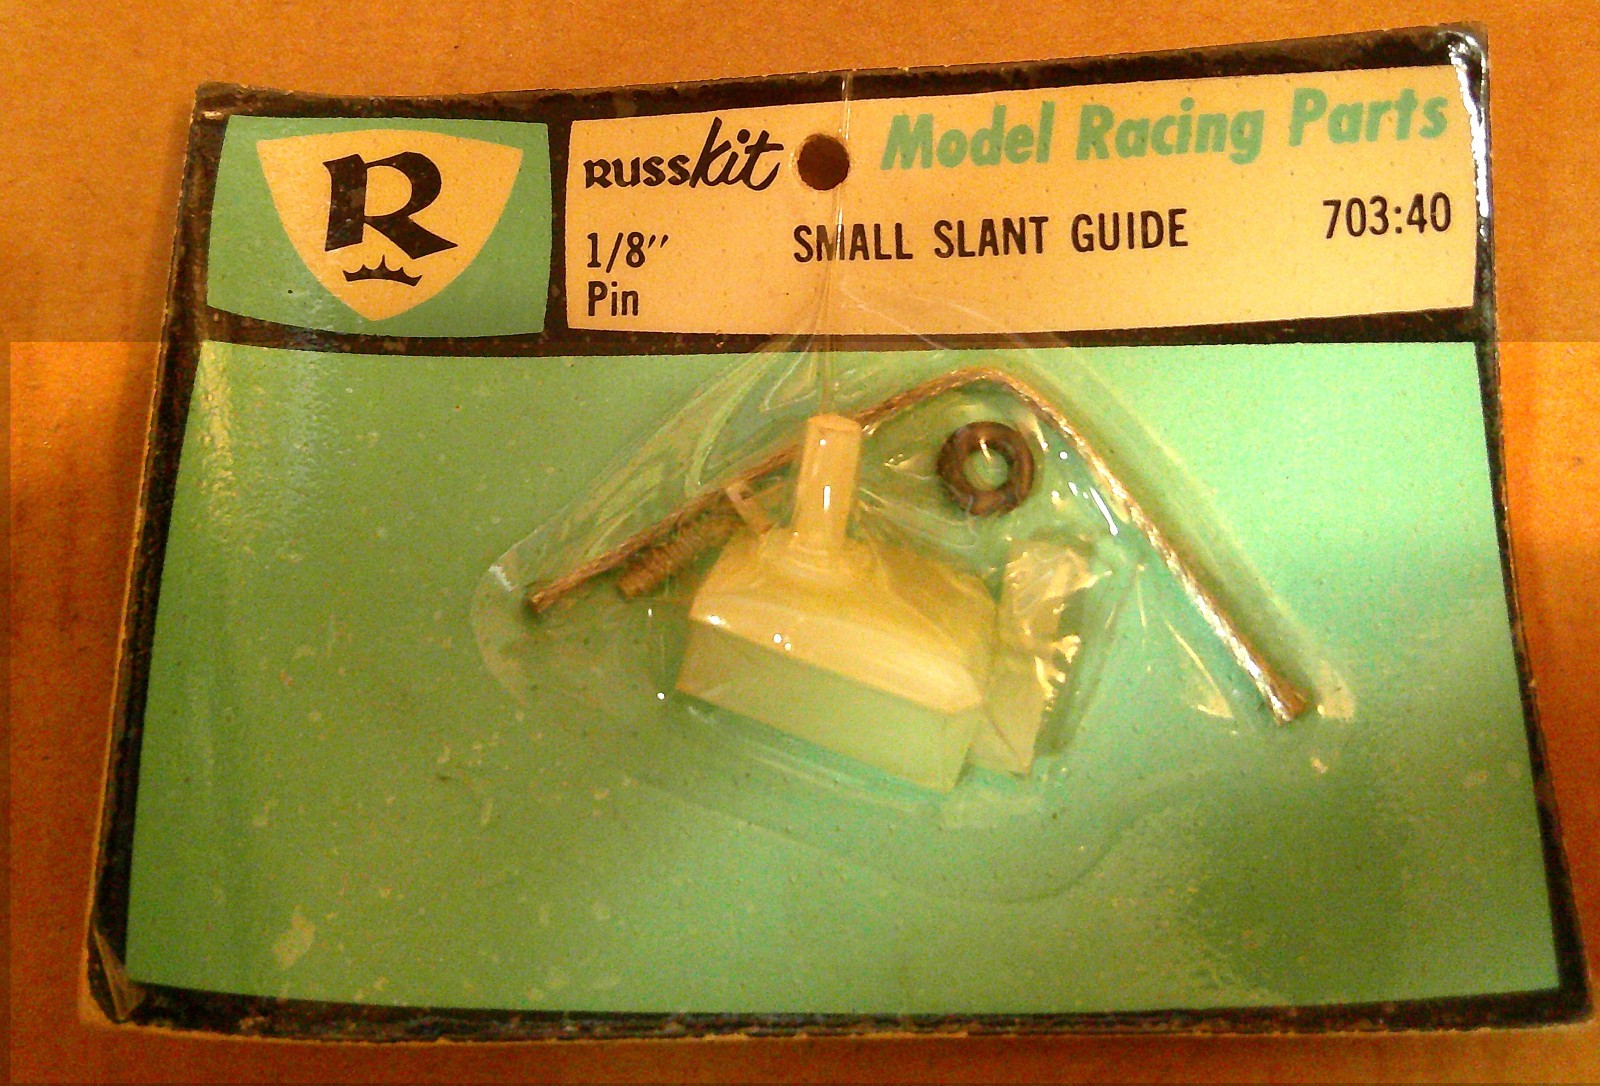 R
RUSSkit
Model Racing Parts
1/8"
Pin
SMALL SLANT GUIDE
703:40